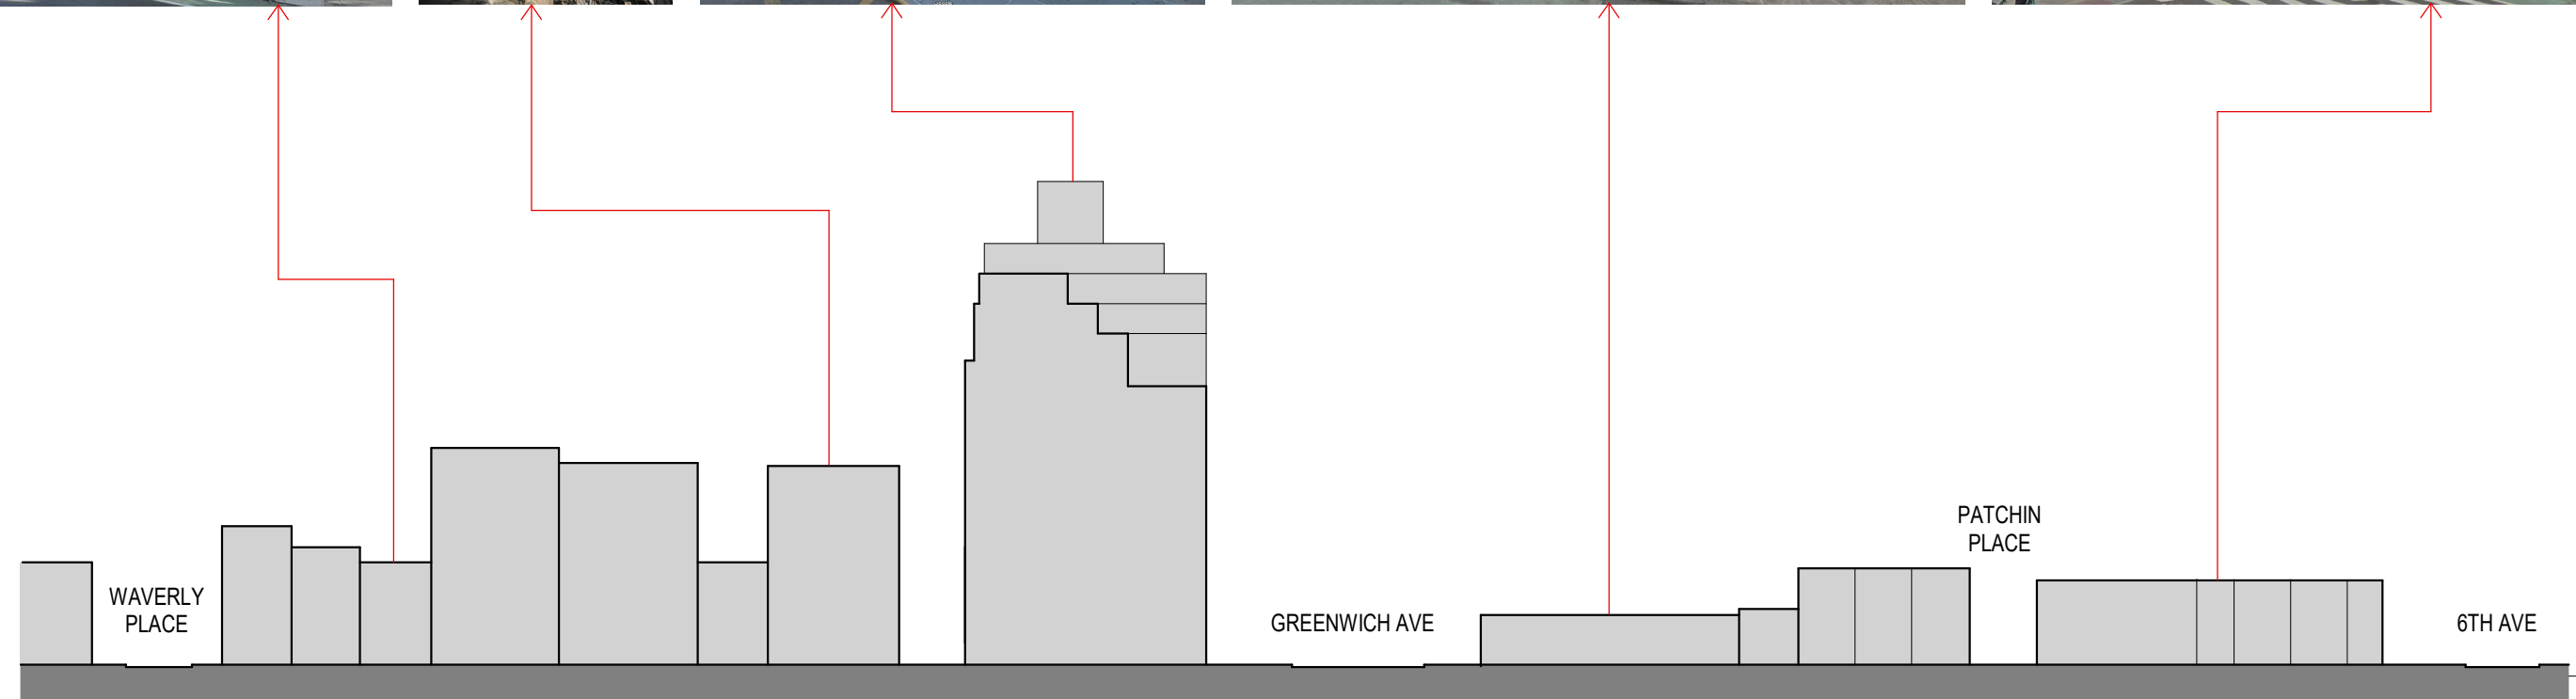 WAVERLY
PLACE
GREENWICH AVE
PATCHIN
PLACE
6TH AVE